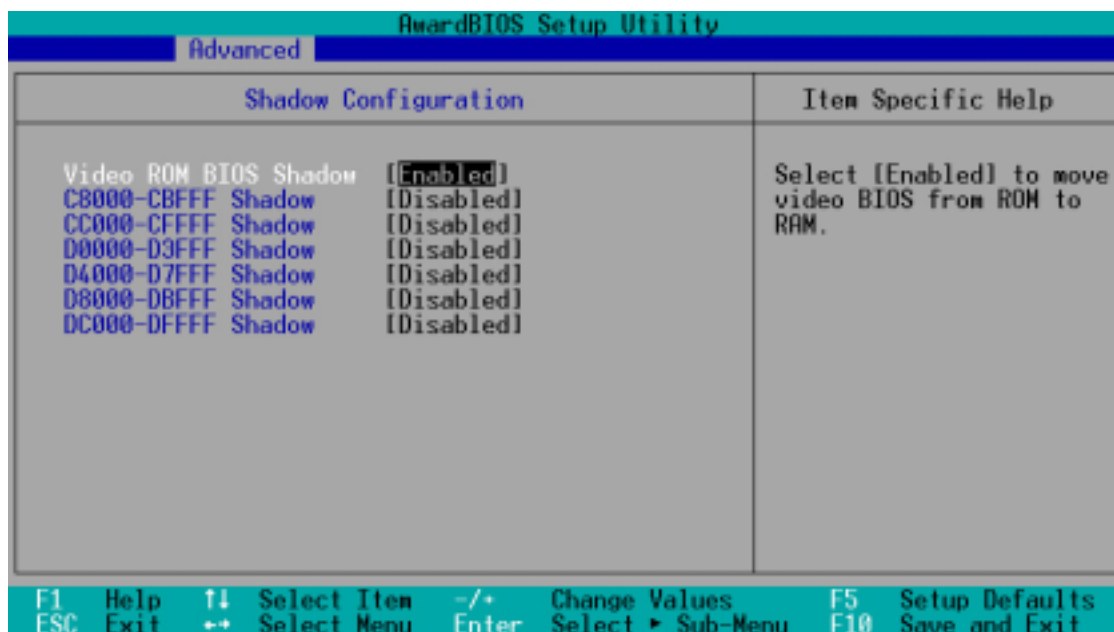 AwardBIOS Setup Utility
Advanced
Shadow Configuration
Item Specific Help
Video ROM BIOS Shadow [Enabled]
C8000-CBFFF Shadow [Disabled]
CC000-CFFFF Shadow [Disabled]
D0000-D3FFF Shadow [Disabled]
D4000-D7FFF Shadow [Disabled]
D8000-DBFFF Shadow [Disabled]
DC000-DFFFF Shadow [Disabled]
Select [Enabled] to move
video BIOS from ROM to
RAM.
F1 Help ↑↓ Select Item -/+ Change Values F5 Setup Defaults
ESC Exit ←→ Select Menu Enter Select ► Sub-Menu F10 Save and Exit